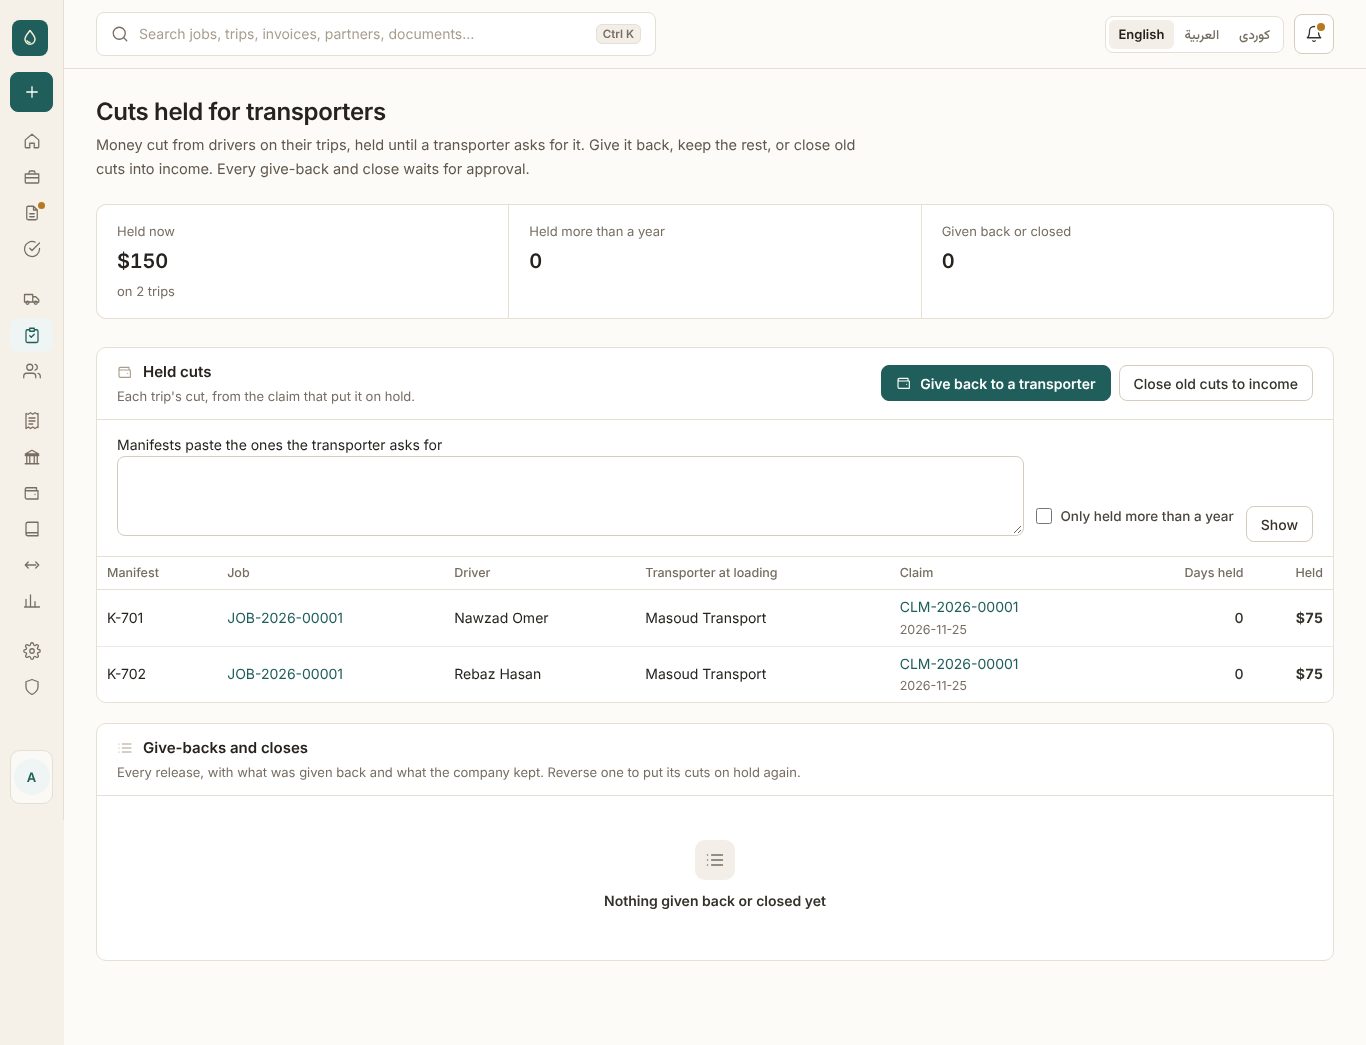 Search jobs, trips, invoices, partners, documents...
Ctrl K
English
العربية
کوردی
Cuts held for transporters
Money cut from drivers on their trips, held until a transporter asks for it. Give it back, keep the rest, or close old
cuts into income. Every give-back and close waits for approval.
Held now
$150
on 2 trips
Held more than a year
0
Given back or closed
0
Held cuts
Each trip's cut, from the claim that put it on hold.
Give back to a transporter
Close old cuts to income
Manifests paste the ones the transporter asks for
Only held more than a year
Show
Manifest Job Driver Transporter at loading Claim Days held Held
K-701 JOB-2026-00001 Nawzad Omer Masoud Transport CLM-2026-00001 0 $75
2026-11-25
K-702 JOB-2026-00001 Rebaz Hasan Masoud Transport CLM-2026-00001 0 $75
2026-11-25
Give-backs and closes
Every release, with what was given back and what the company kept. Reverse one to put its cuts on hold again.
Nothing given back or closed yet
A